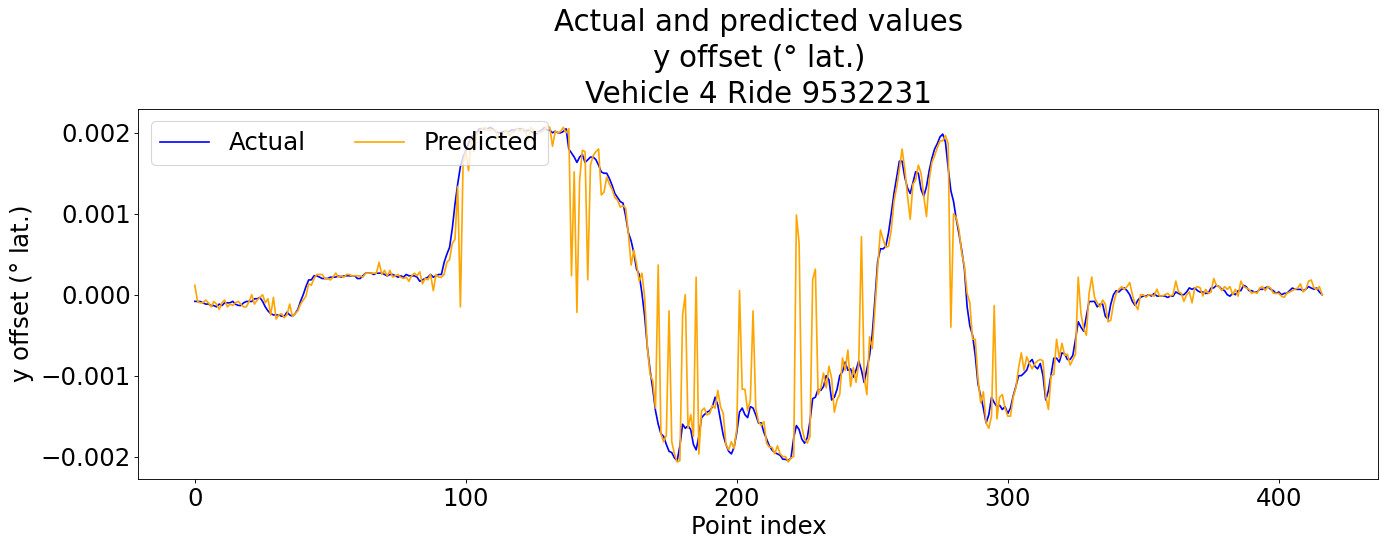 Actual and predicted values
y offset (° lat.)
Vehicle 4 Ride 9532231
Actual
Predicted
0.002
0.001
0.000
−0.001
−0.002
y offset (° lat.)
0
100
200
300
400
Point index